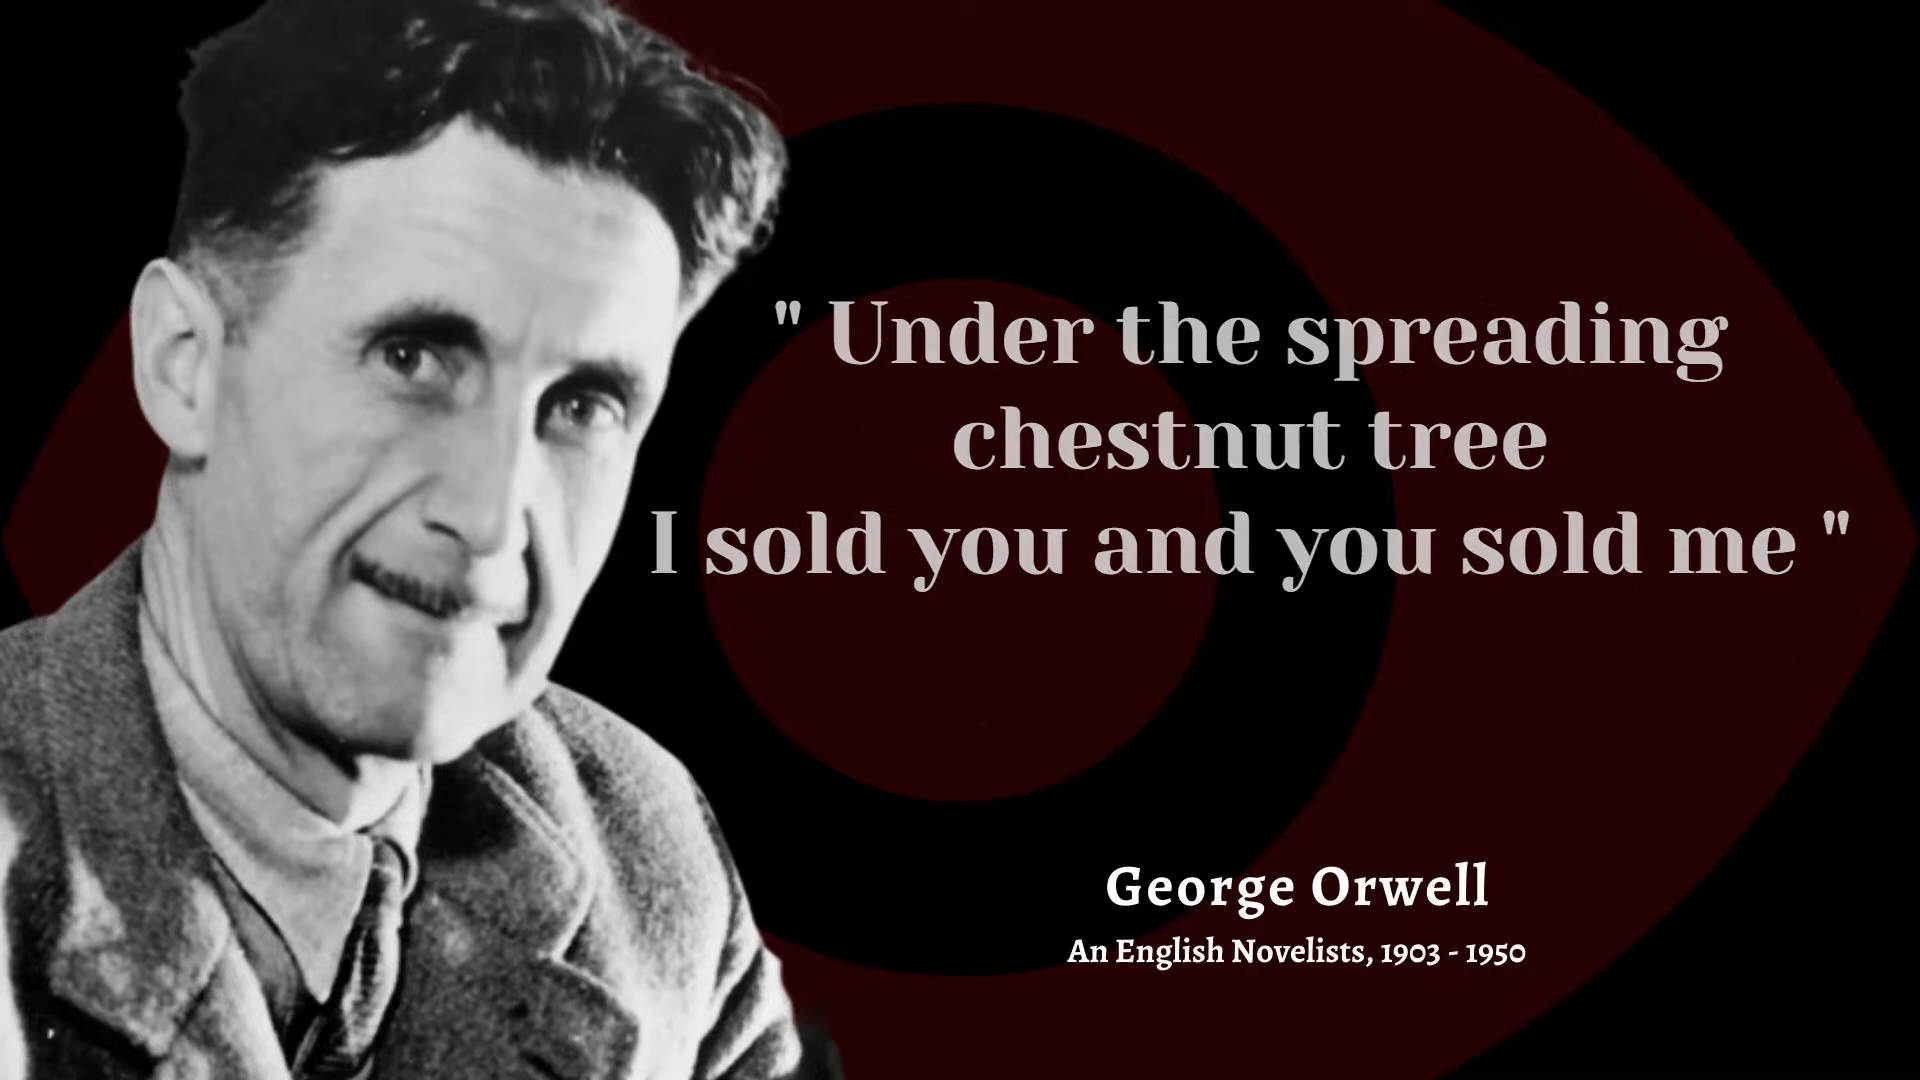 " Under the spreading
chestnut tree
I sold you and you sold me "
George Orwell
An English Novelists, 1903 - 1950